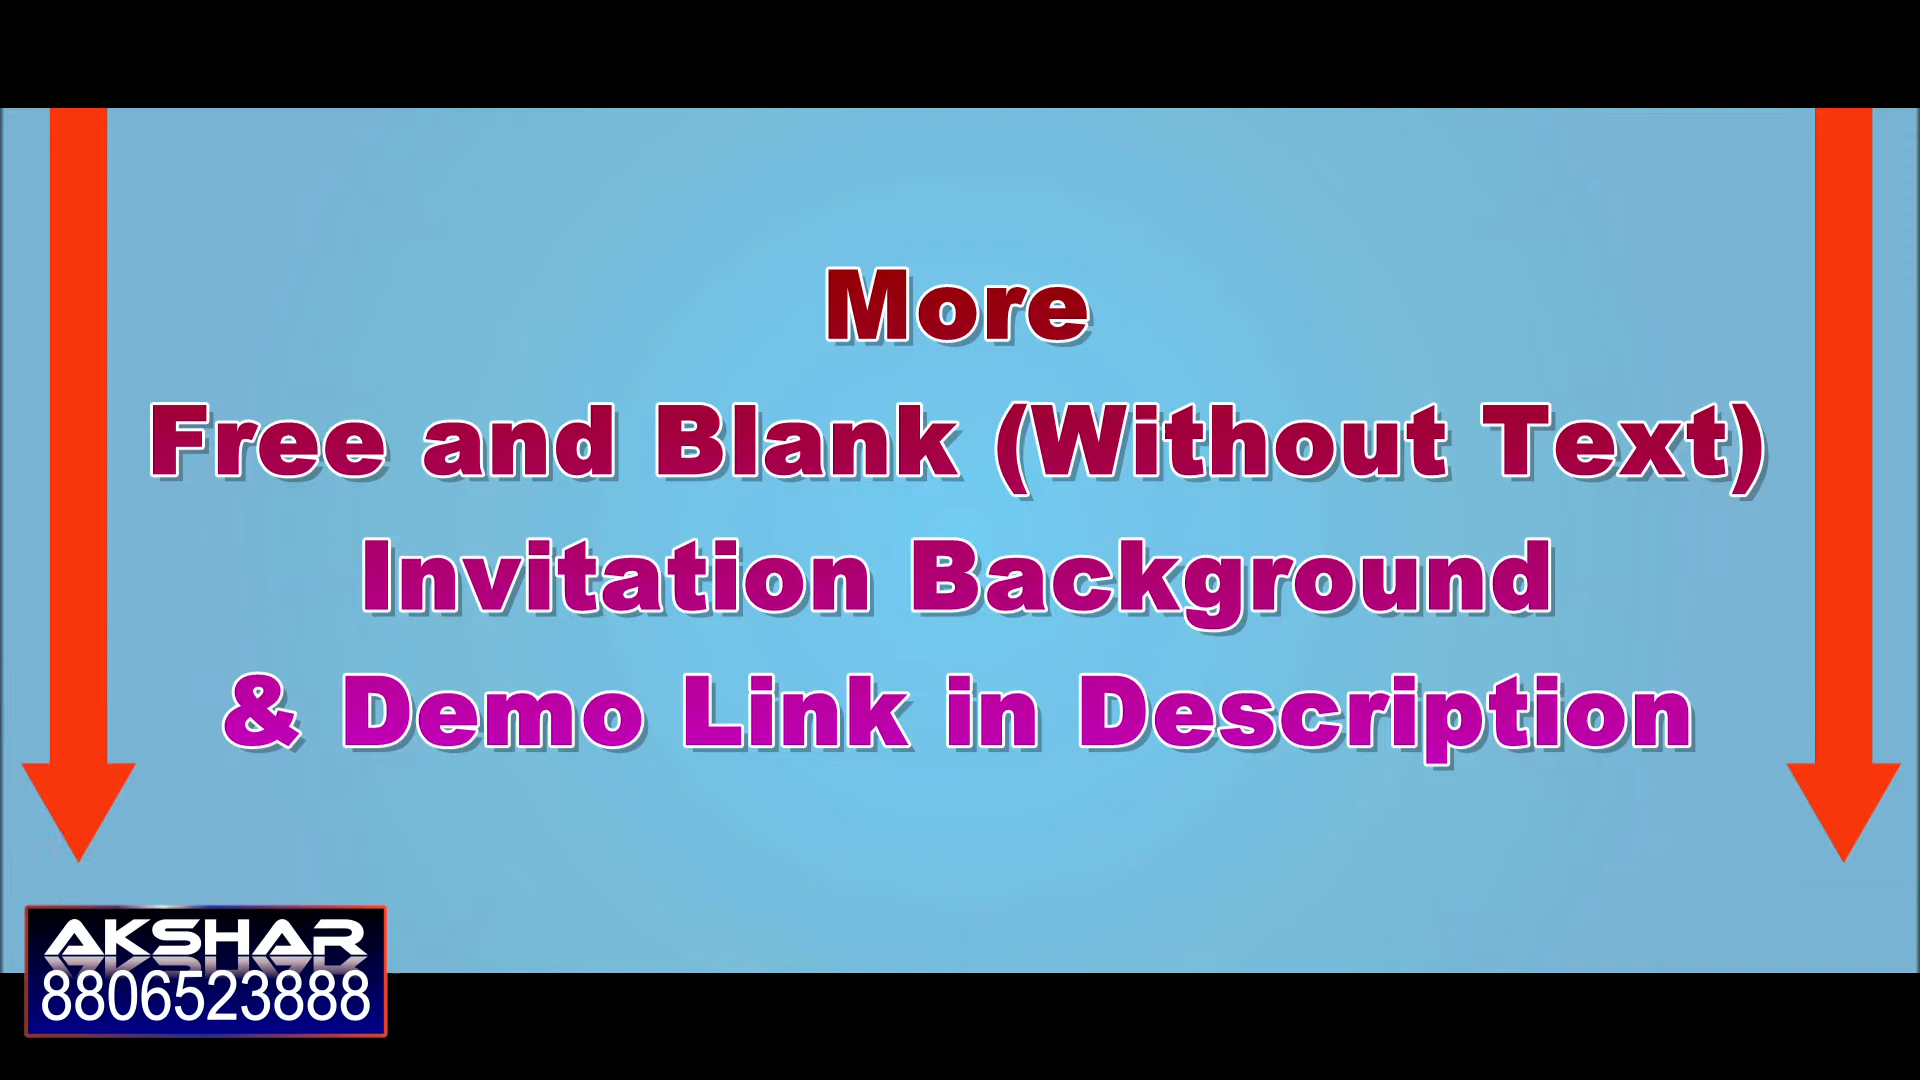 More
Free and Blank (Without Text)
Invitation Background
& Demo Link in Description
AKSHAR
8806523888